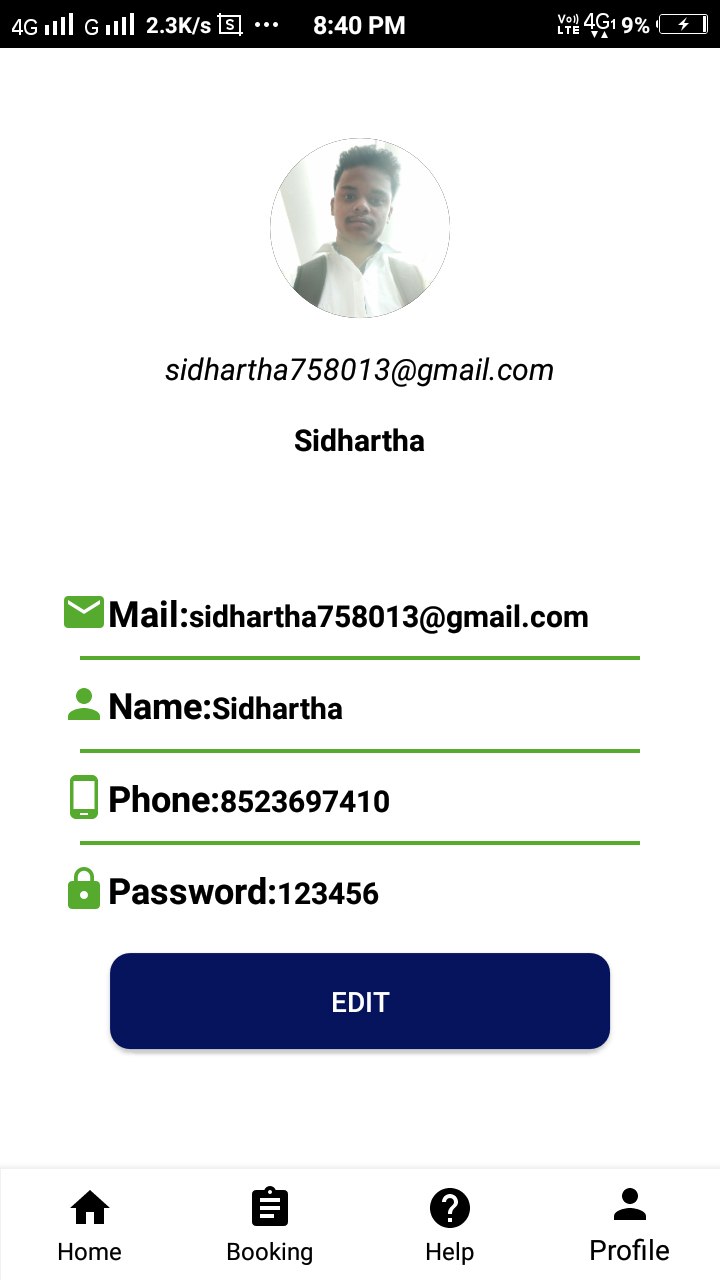 4G G 2.3K/s S ... 8:40 PM Vo)) LTE 4G1 9%
sidhartha758013@gmail.com
Sidhartha
Mail:sidhartha758013@gmail.com
Name:Sidhartha
Phone:8523697410
Password:123456
EDIT
Home Booking Help Profile